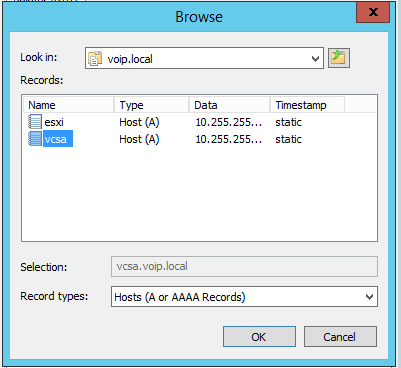 Browse
x
Look in: voip.local
Records:
Name Type Data Timestamp
esxi Host (A) 10.255.255... static
vcsa Host (A) 10.255.255... static
Selection: vcsa.voip.local
Record types: Hosts (A or AAAA Records)
OK Cancel